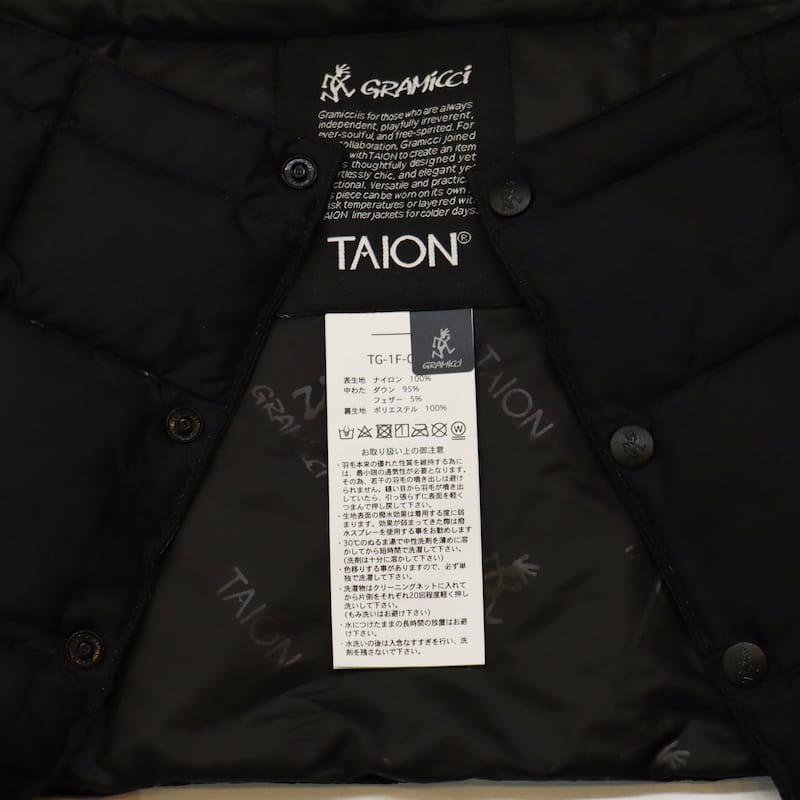 GRAMICCI
Gramicci is for those who are always
independent, playfully irreverent,
ever-soulful, and free-spirited. For
collaboration, Gramicci joined
with TAION to create an item
thoughtfully designed yet
chic, and elegant yet
Versatile and
piece can be worn on its own
temperatures or layered with
TAION liner jackets for colder days.
TAION®
TG-1F-
GRAMICCI
表生地 ナイロン 100%
中わた ダウン 95%
フェザー 5%
裏生地 ポリエステル 100%
お取り扱い上の御注意
・羽毛本来の優れた性質を維持する為に
は、最小限の通気性が必要となります。
その為、若干の羽毛の噴き出しは避け
られません。縫い目から羽毛が噴き出
していたら、引っ張らずに表面を軽く
つまんで押し戻して下さい。
・生地表面の撥水効果は着用する度に弱
まります。効果が弱まってきた際は撥
水スプレーを使用する事をお勧めします
・30℃のぬるま湯で中性洗剤を薄めに溶
かしてから短時間で洗濯して下さい。
(洗剤は十分に溶かして下さい)
・色移りする事がありますので、必ず単
独で洗濯して下さい。
・洗濯物はクリーニングネットに入れて
から片側をそれぞれ20回程度軽く押し
洗いして下さい。
(もみ洗いはお避け下さい)
・水につけたままの長時間の放置はお避
け下さい。
・水洗いの後は入念なすすぎを行い、洗
剤を残さないで下さい。
GRAMICCI
TAION
TAION